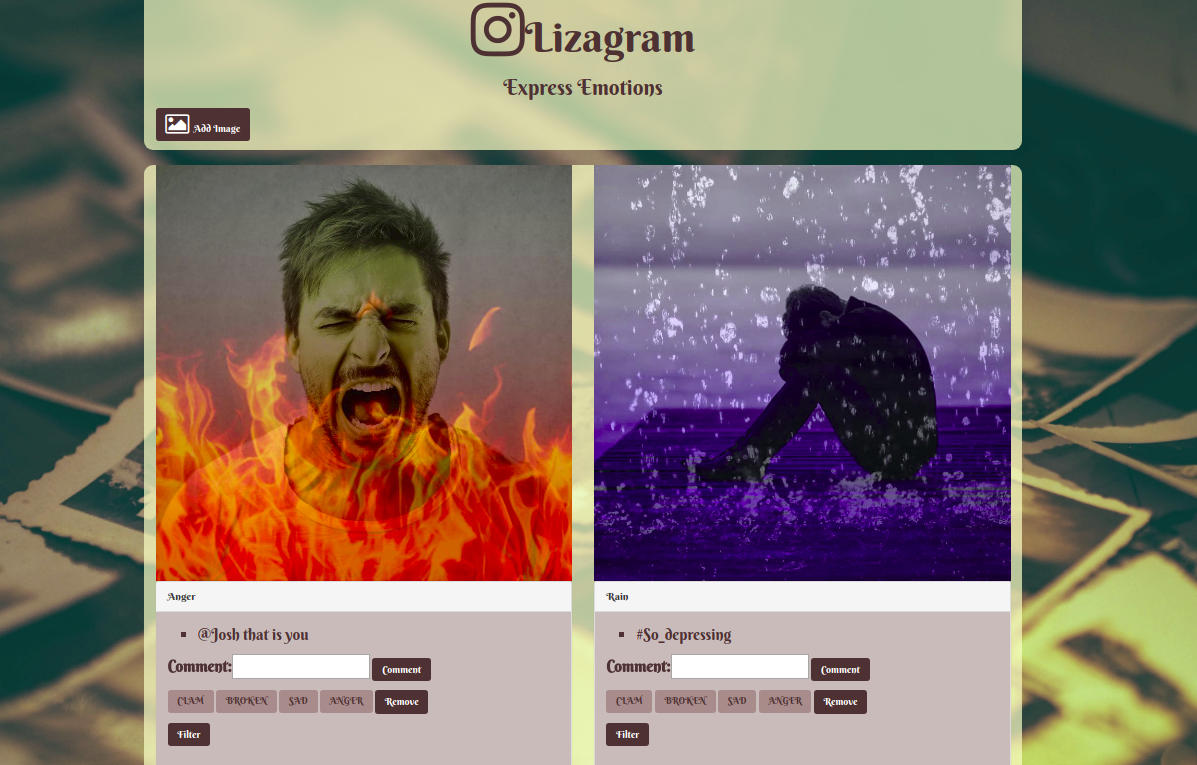 Lizagram
Express Emotions
Add Image
Anger
@Josh that is you
Comment: Comment
CLAM BROKEN SAD ANGER Remove
Filter
Rain
#So_depressing
Comment: Comment
CLAM BROKEN SAD ANGER Remove
Filter